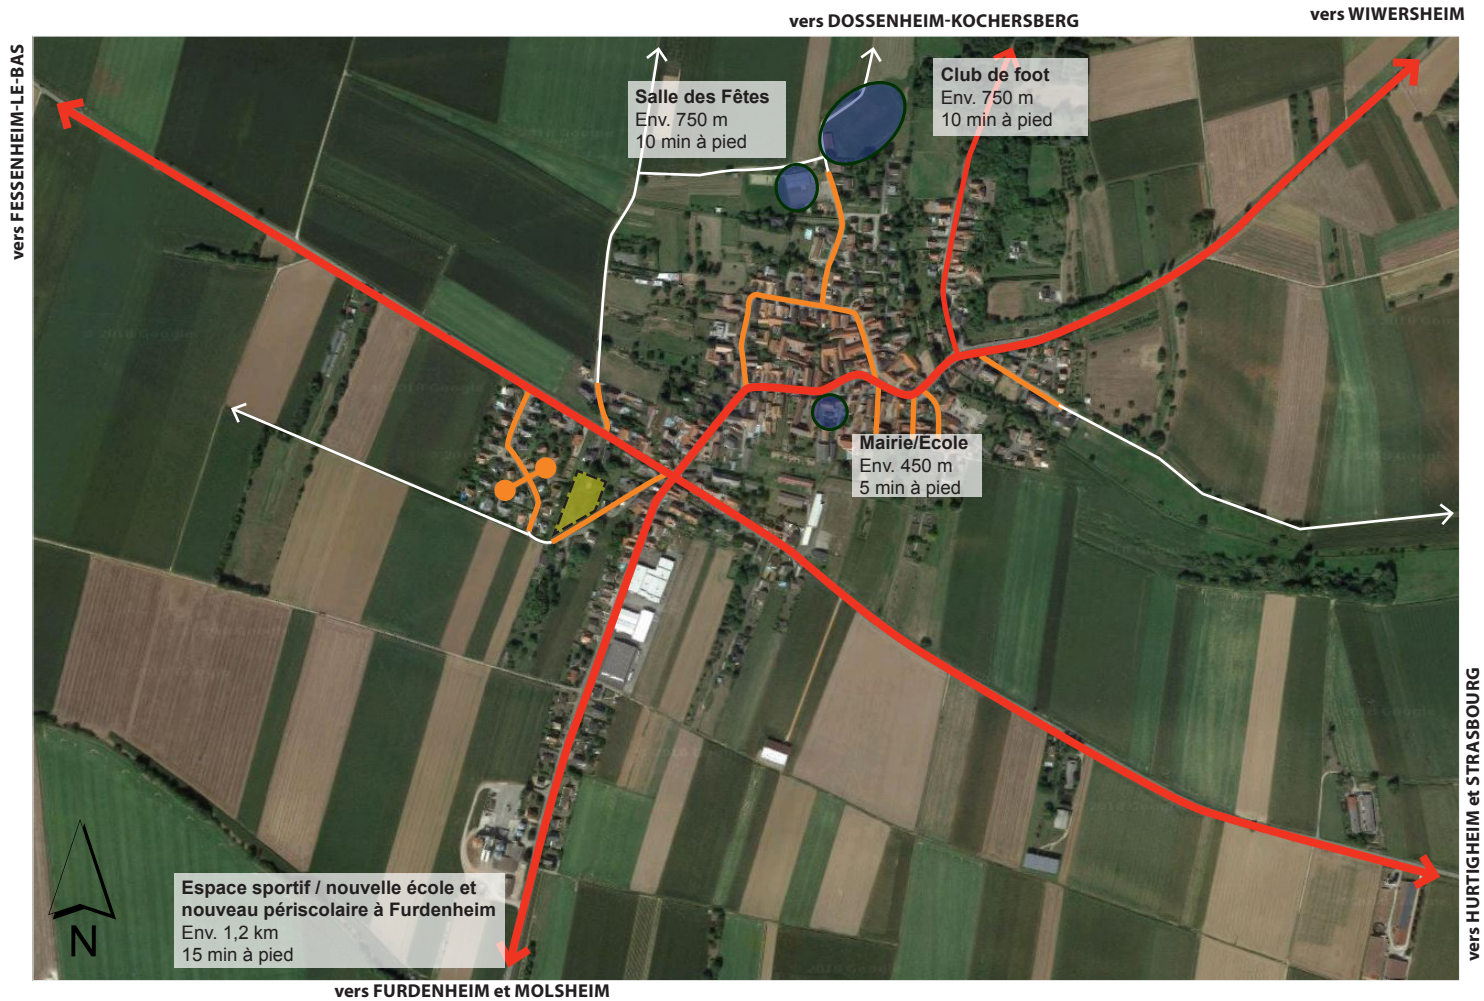 vers DOSSENHEIM-KOCHERSBERG
vers WIWERSHEIM
vers FESSENHEIM-LE-BAS
Salle des Fêtes
Env. 750 m
10 min à pied
Club de foot
Env. 750 m
10 min à pied
Mairie/Ecole
Env. 450 m
5 min à pied
Espace sportif / nouvelle école et
nouveau périscolaire à Furdenheim
Env. 1,2 km
15 min à pied
N
vers FURDENHEIM et MOLSHEIM
vers HURTIGHEIM et STRASBOURG